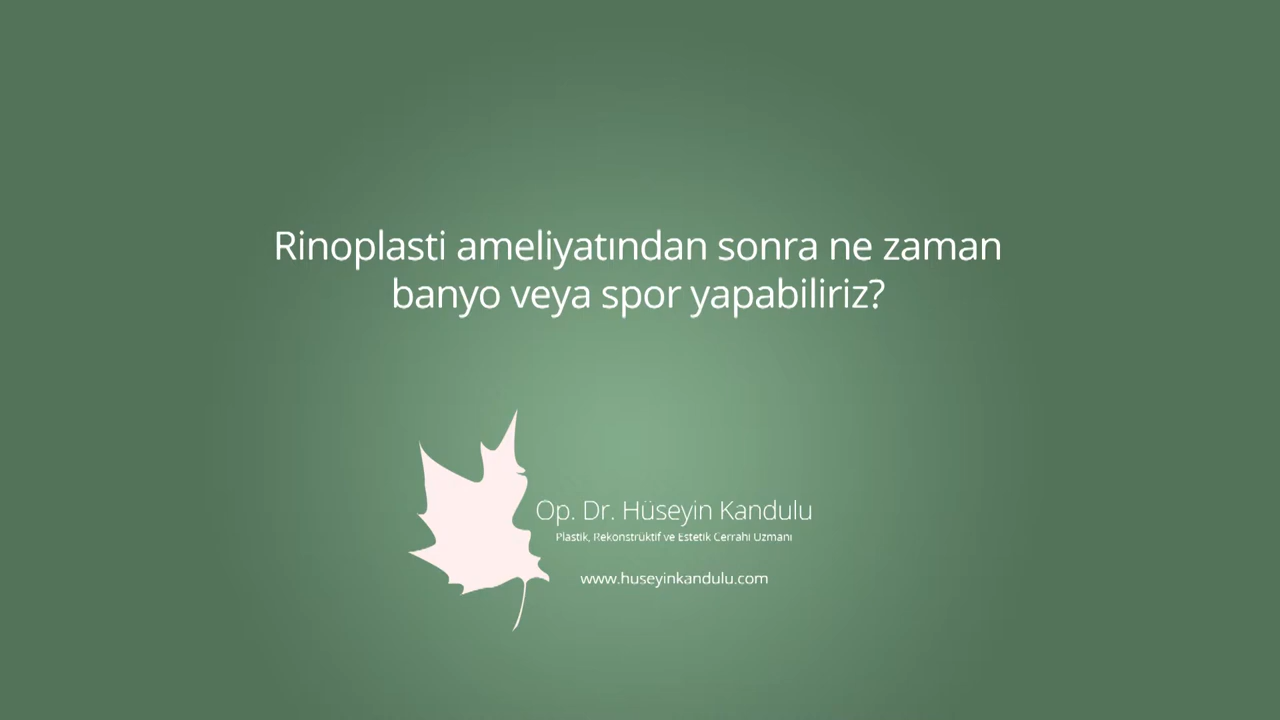 Rinoplasti ameliyatından sonra ne zaman
banyo veya spor yapabiliriz?
Op. Dr. Hüseyin Kandulu
Plastik, Rekonstrüktif ve Estetik Cerrahi Uzmanı
www.huseyinkandulu.com